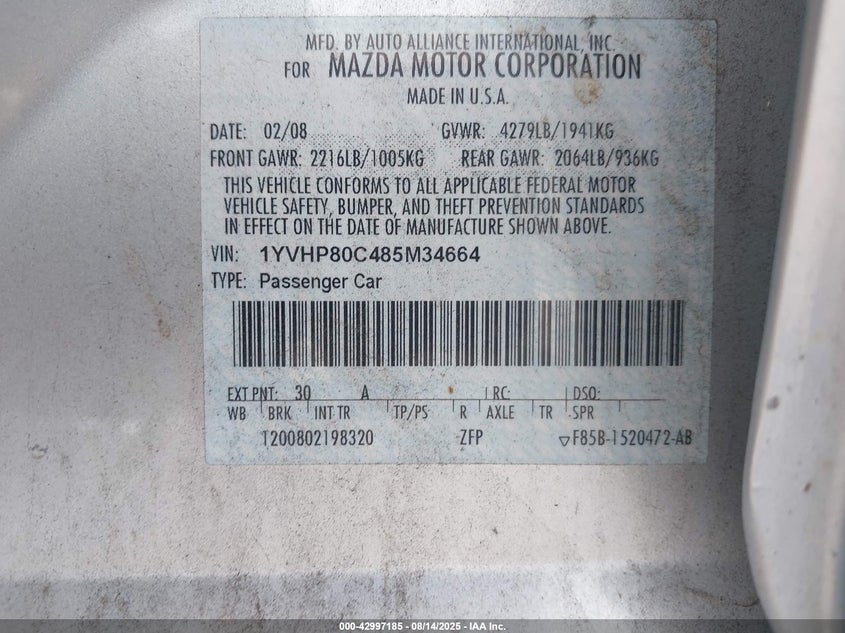 MFD. BY AUTO ALLIANCE INTERNATIONAL, INC.
FOR MAZDA MOTOR CORPORATION
MADE IN U.S.A.
DATE: 02/08 GVWR: 4279LB/1941KG
FRONT GAWR: 2216LB/1005KG REAR GAWR: 2064LB/936KG
THIS VEHICLE CONFORMS TO ALL APPLICABLE FEDERAL MOTOR
VEHICLE SAFETY, BUMPER, AND THEFT PREVENTION STANDARDS
IN EFFECT ON THE DATE OF MANUFACTURE SHOWN ABOVE.
VIN: 1YVHP80C485M34664
TYPE: Passenger Car
EXT PNT: 30 A RC: DSO:
WB BRK INT TR TP/PS R AXLE TR SPR
T200802198320 ZFP ▽F85B-1520472-AB
000-42997185 - 08/14/2025 - IAA Inc.